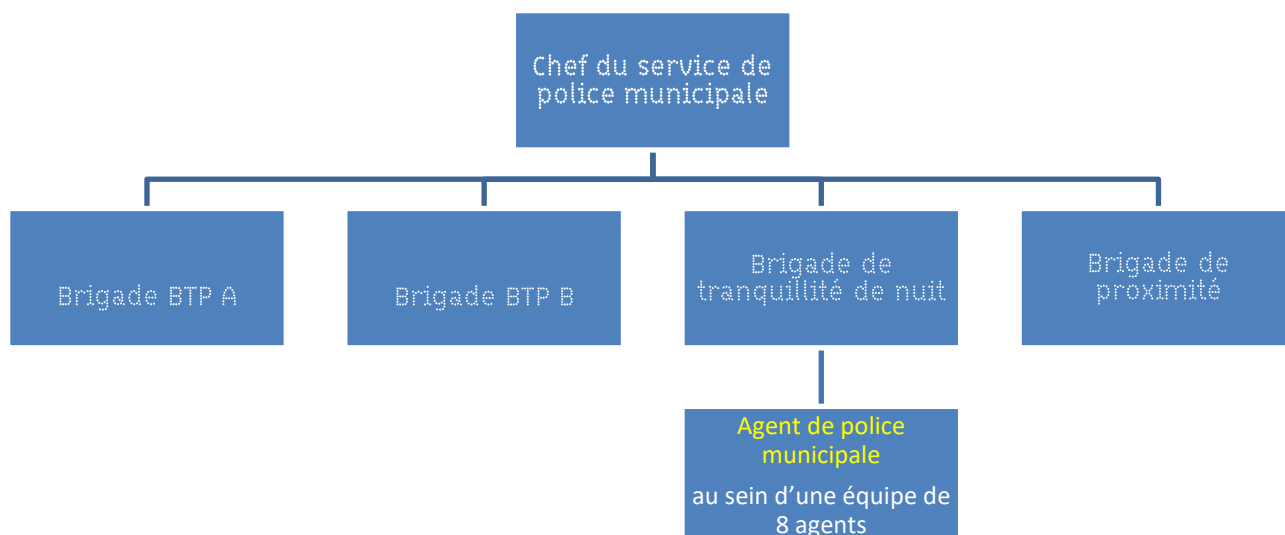 Chef du service de
police municipale
Brigade BTP A
Brigade BTP B
Brigade de
tranquillité de nuit
Brigade de
proximité
Agent de police
municipale
au sein d’une équipe de
8 agents